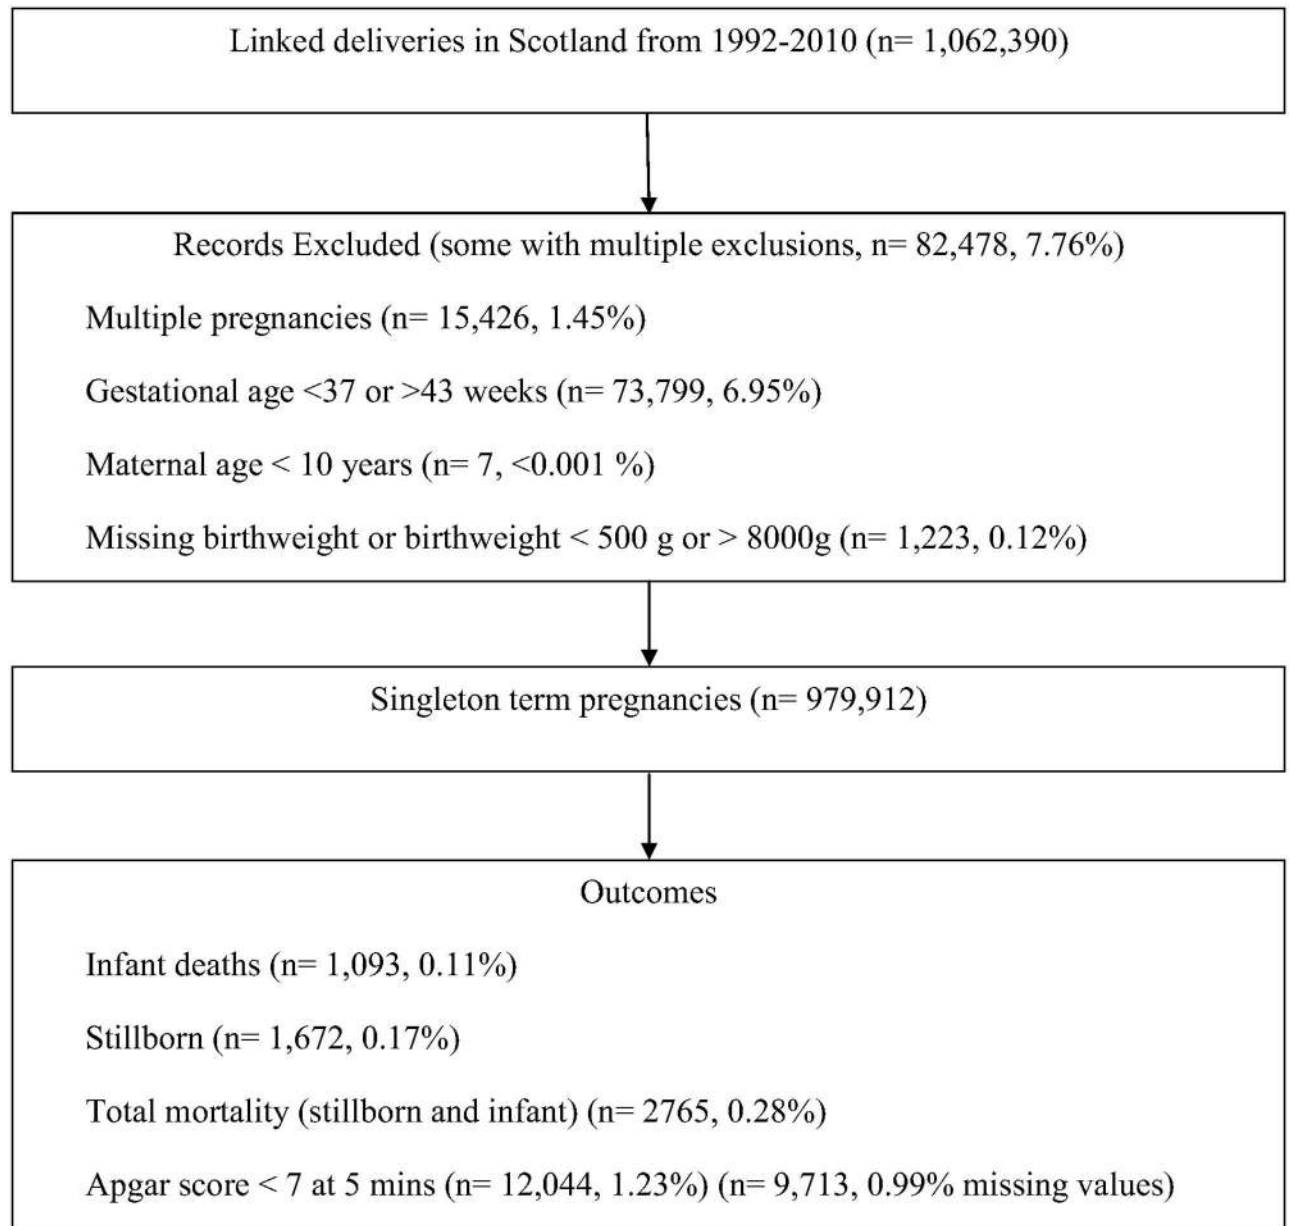 Linked deliveries in Scotland from 1992-2010 (n= 1,062,390)
Records Excluded (some with multiple exclusions, n= 82,478, 7.76%)
Multiple pregnancies (n= 15,426, 1.45%)
Gestational age <37 or >43 weeks (n= 73,799, 6.95%)
Maternal age < 10 years (n= 7, <0.001 %)
Missing birthweight or birthweight < 500 g or > 8000g (n= 1,223, 0.12%)
Singleton term pregnancies (n= 979,912)
Outcomes
Infant deaths (n= 1,093, 0.11%)
Stillborn (n= 1,672, 0.17%)
Total mortality (stillborn and infant) (n= 2765, 0.28%)
Apgar score < 7 at 5 mins (n= 12,044, 1.23%) (n= 9,713, 0.99% missing values)